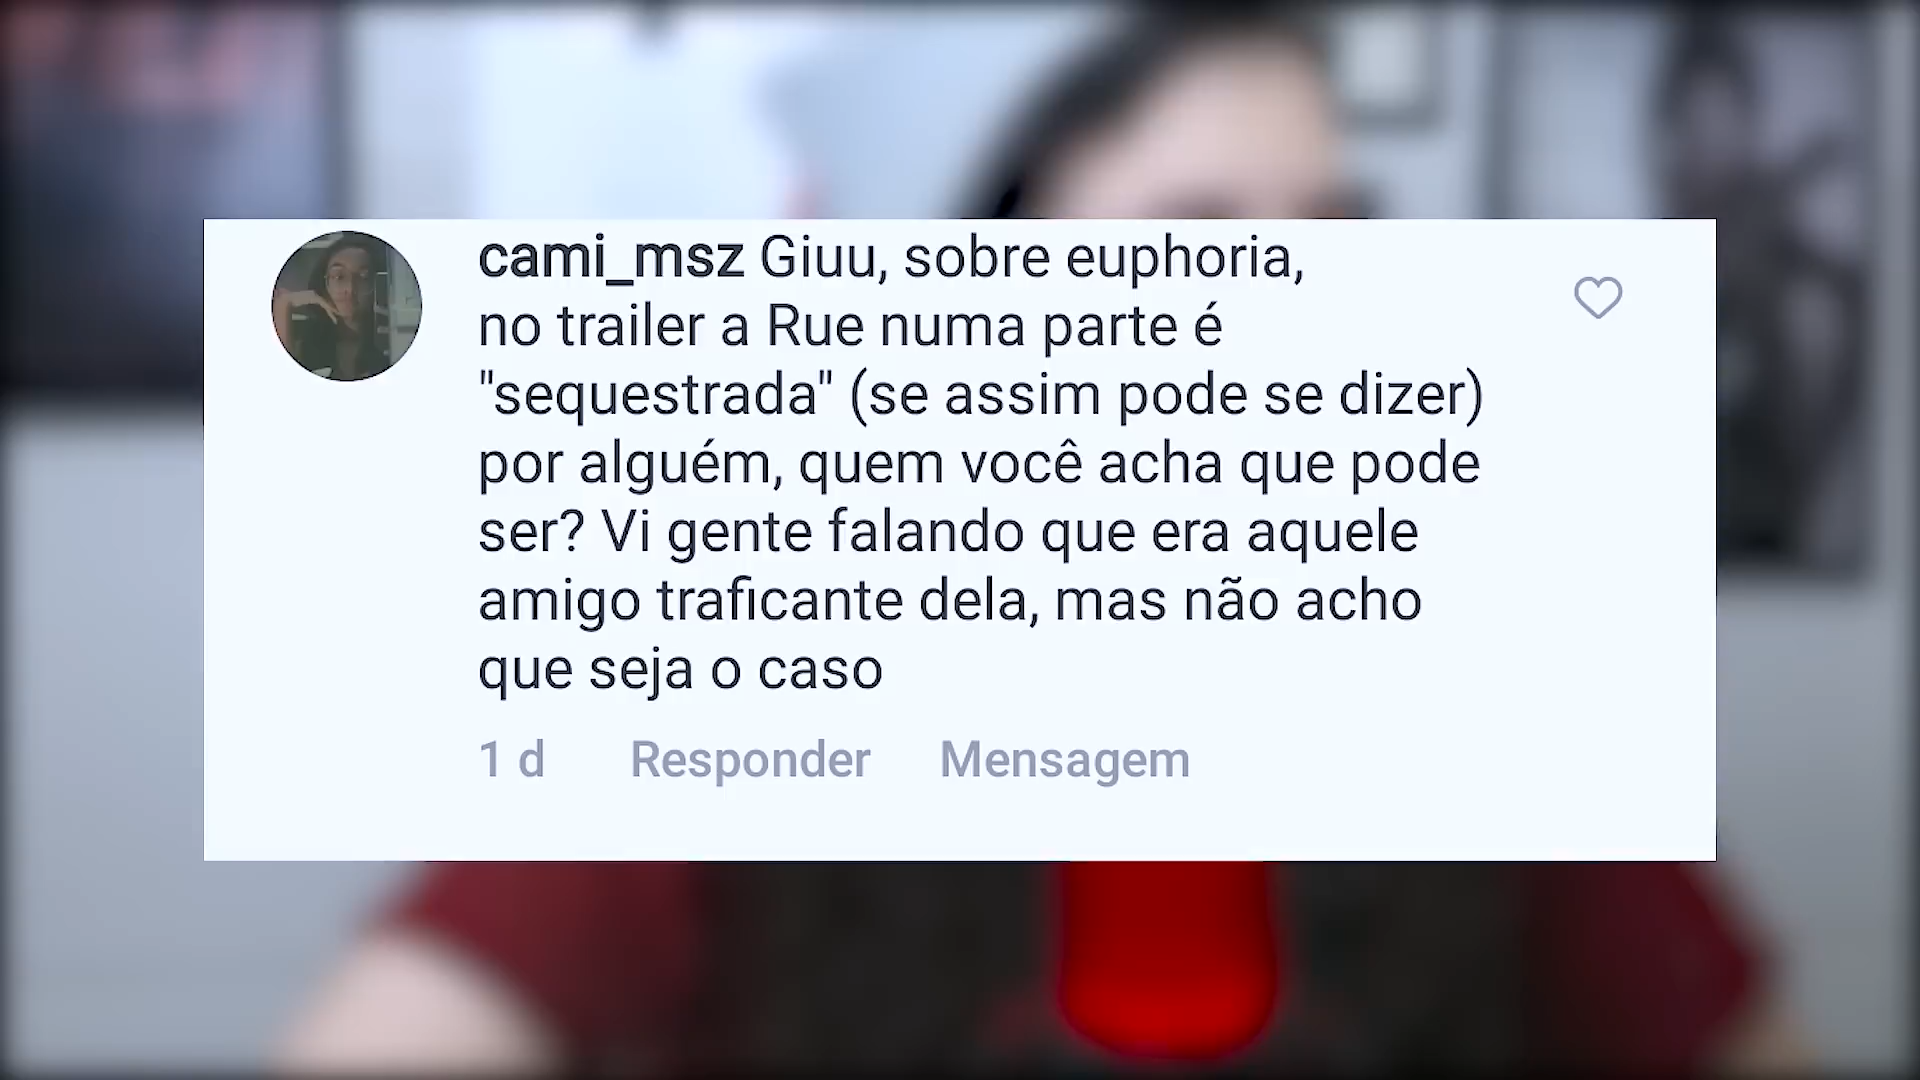 cami_msz Giuu, sobre euphoria,
no trailer a Rue numa parte é
"sequestrada" (se assim pode se dizer)
por alguém, quem você acha que pode
ser? Vi gente falando que era aquele
amigo traficante dela, mas não acho
que seja o caso
1 d Responder Mensagem